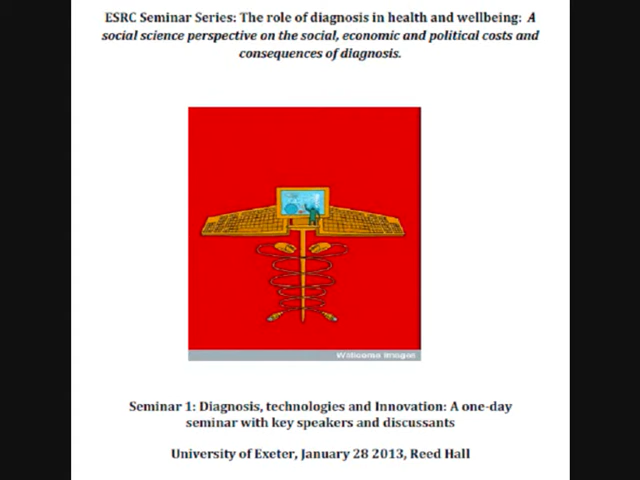 ESRC Seminar Series: The role of diagnosis in health and wellbeing: A
social science perspective on the social, economic and political costs and
consequences of diagnosis.
Wellcome Images
Seminar 1: Diagnosis, technologies and Innovation: A one-day
seminar with key speakers and discussants
University of Exeter, January 28 2013, Reed Hall